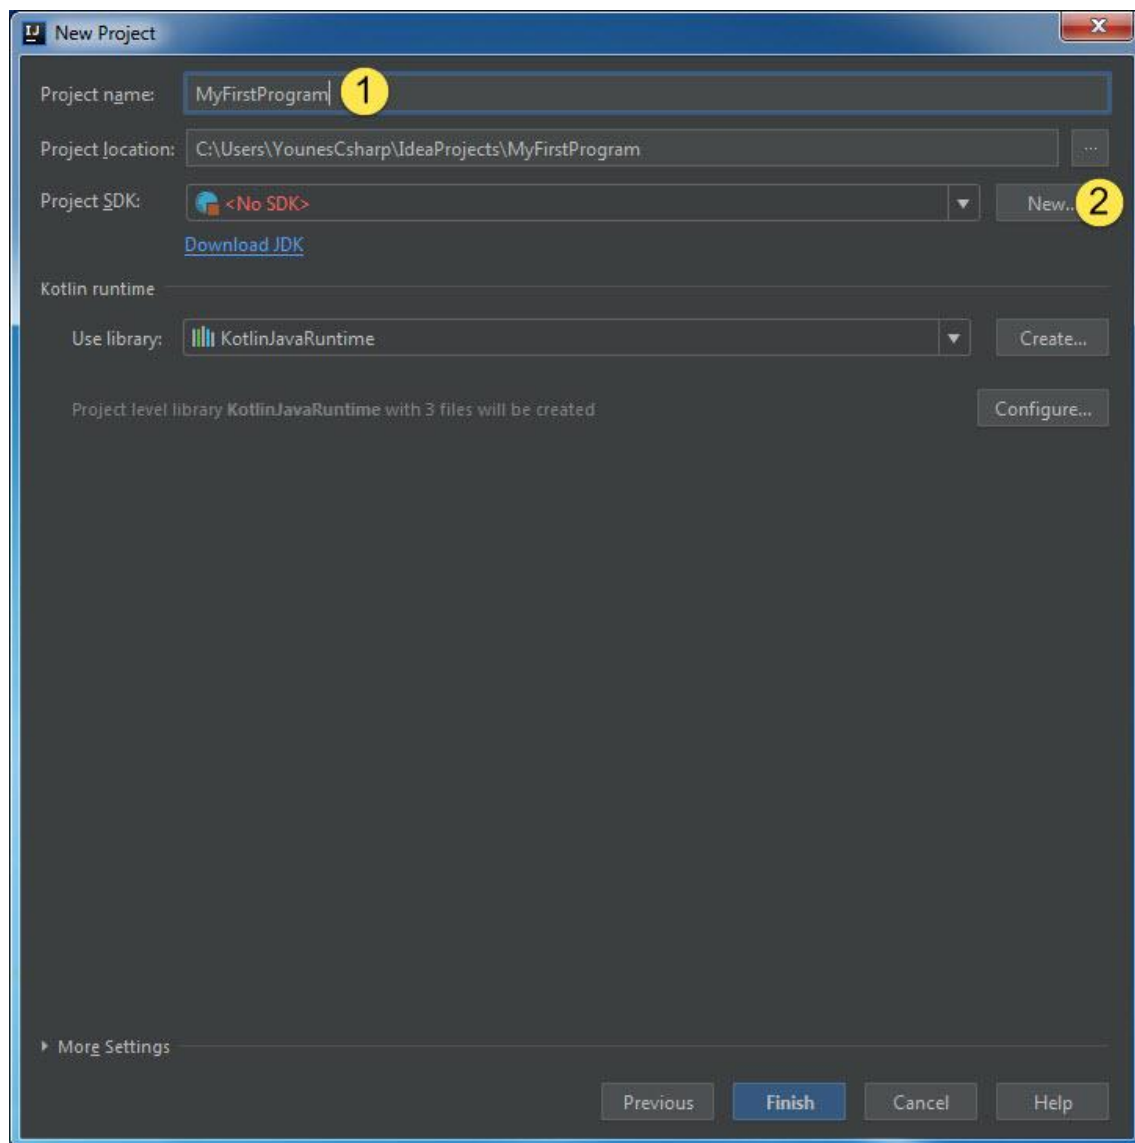 IJ New Project X
Project name: MyFirstProgram 1
Project location: C:\Users\YounesCsharp\IdeaProjects\MyFirstProgram ...
Project SDK: <No SDK> New.. 2
Download JDK
Kotlin runtime
Use library: KotlinJavaRuntime Create...
Project level library KotlinJavaRuntime with 3 files will be created Configure...
More Settings
Previous Finish Cancel Help